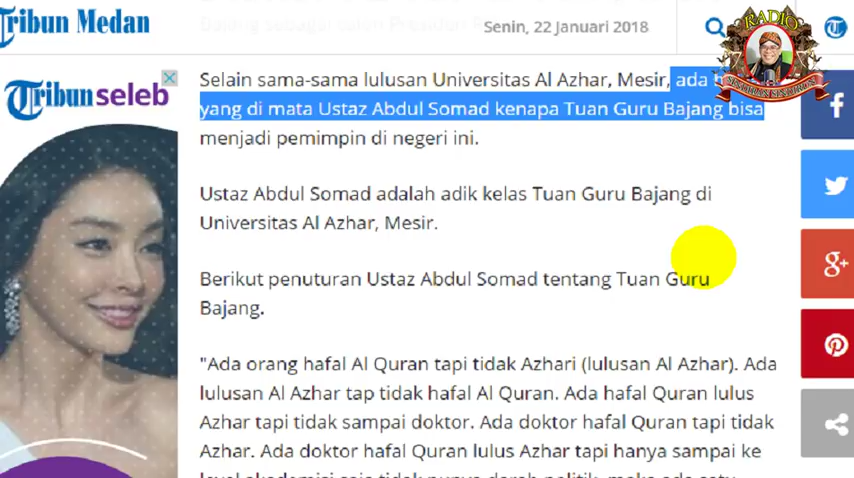 Tribun Medan
Senin, 22 Januari 2018
RADIO
Tribun seleb
Selain sama-sama lulusan Universitas Al Azhar, Mesir, ada
yang di mata Ustaz Abdul Somad kenapa Tuan Guru Bajang bisa
menjadi pemimpin di negeri ini.
Ustaz Abdul Somad adalah adik kelas Tuan Guru Bajang di
Universitas Al Azhar, Mesir.
Berikut penuturan Ustaz Abdul Somad tentang Tuan Guru
Bajang.
"Ada orang hafal Al Quran tapi tidak Azhari (lulusan Al Azhar). Ada
lulusan Al Azhar tap tidak hafal Al Quran. Ada hafal Quran lulus
Azhar tapi tidak sampai doktor. Ada doktor hafal Quran tapi tidak
Azhar. Ada doktor hafal Quran lulus Azhar tapi hanya sampai ke